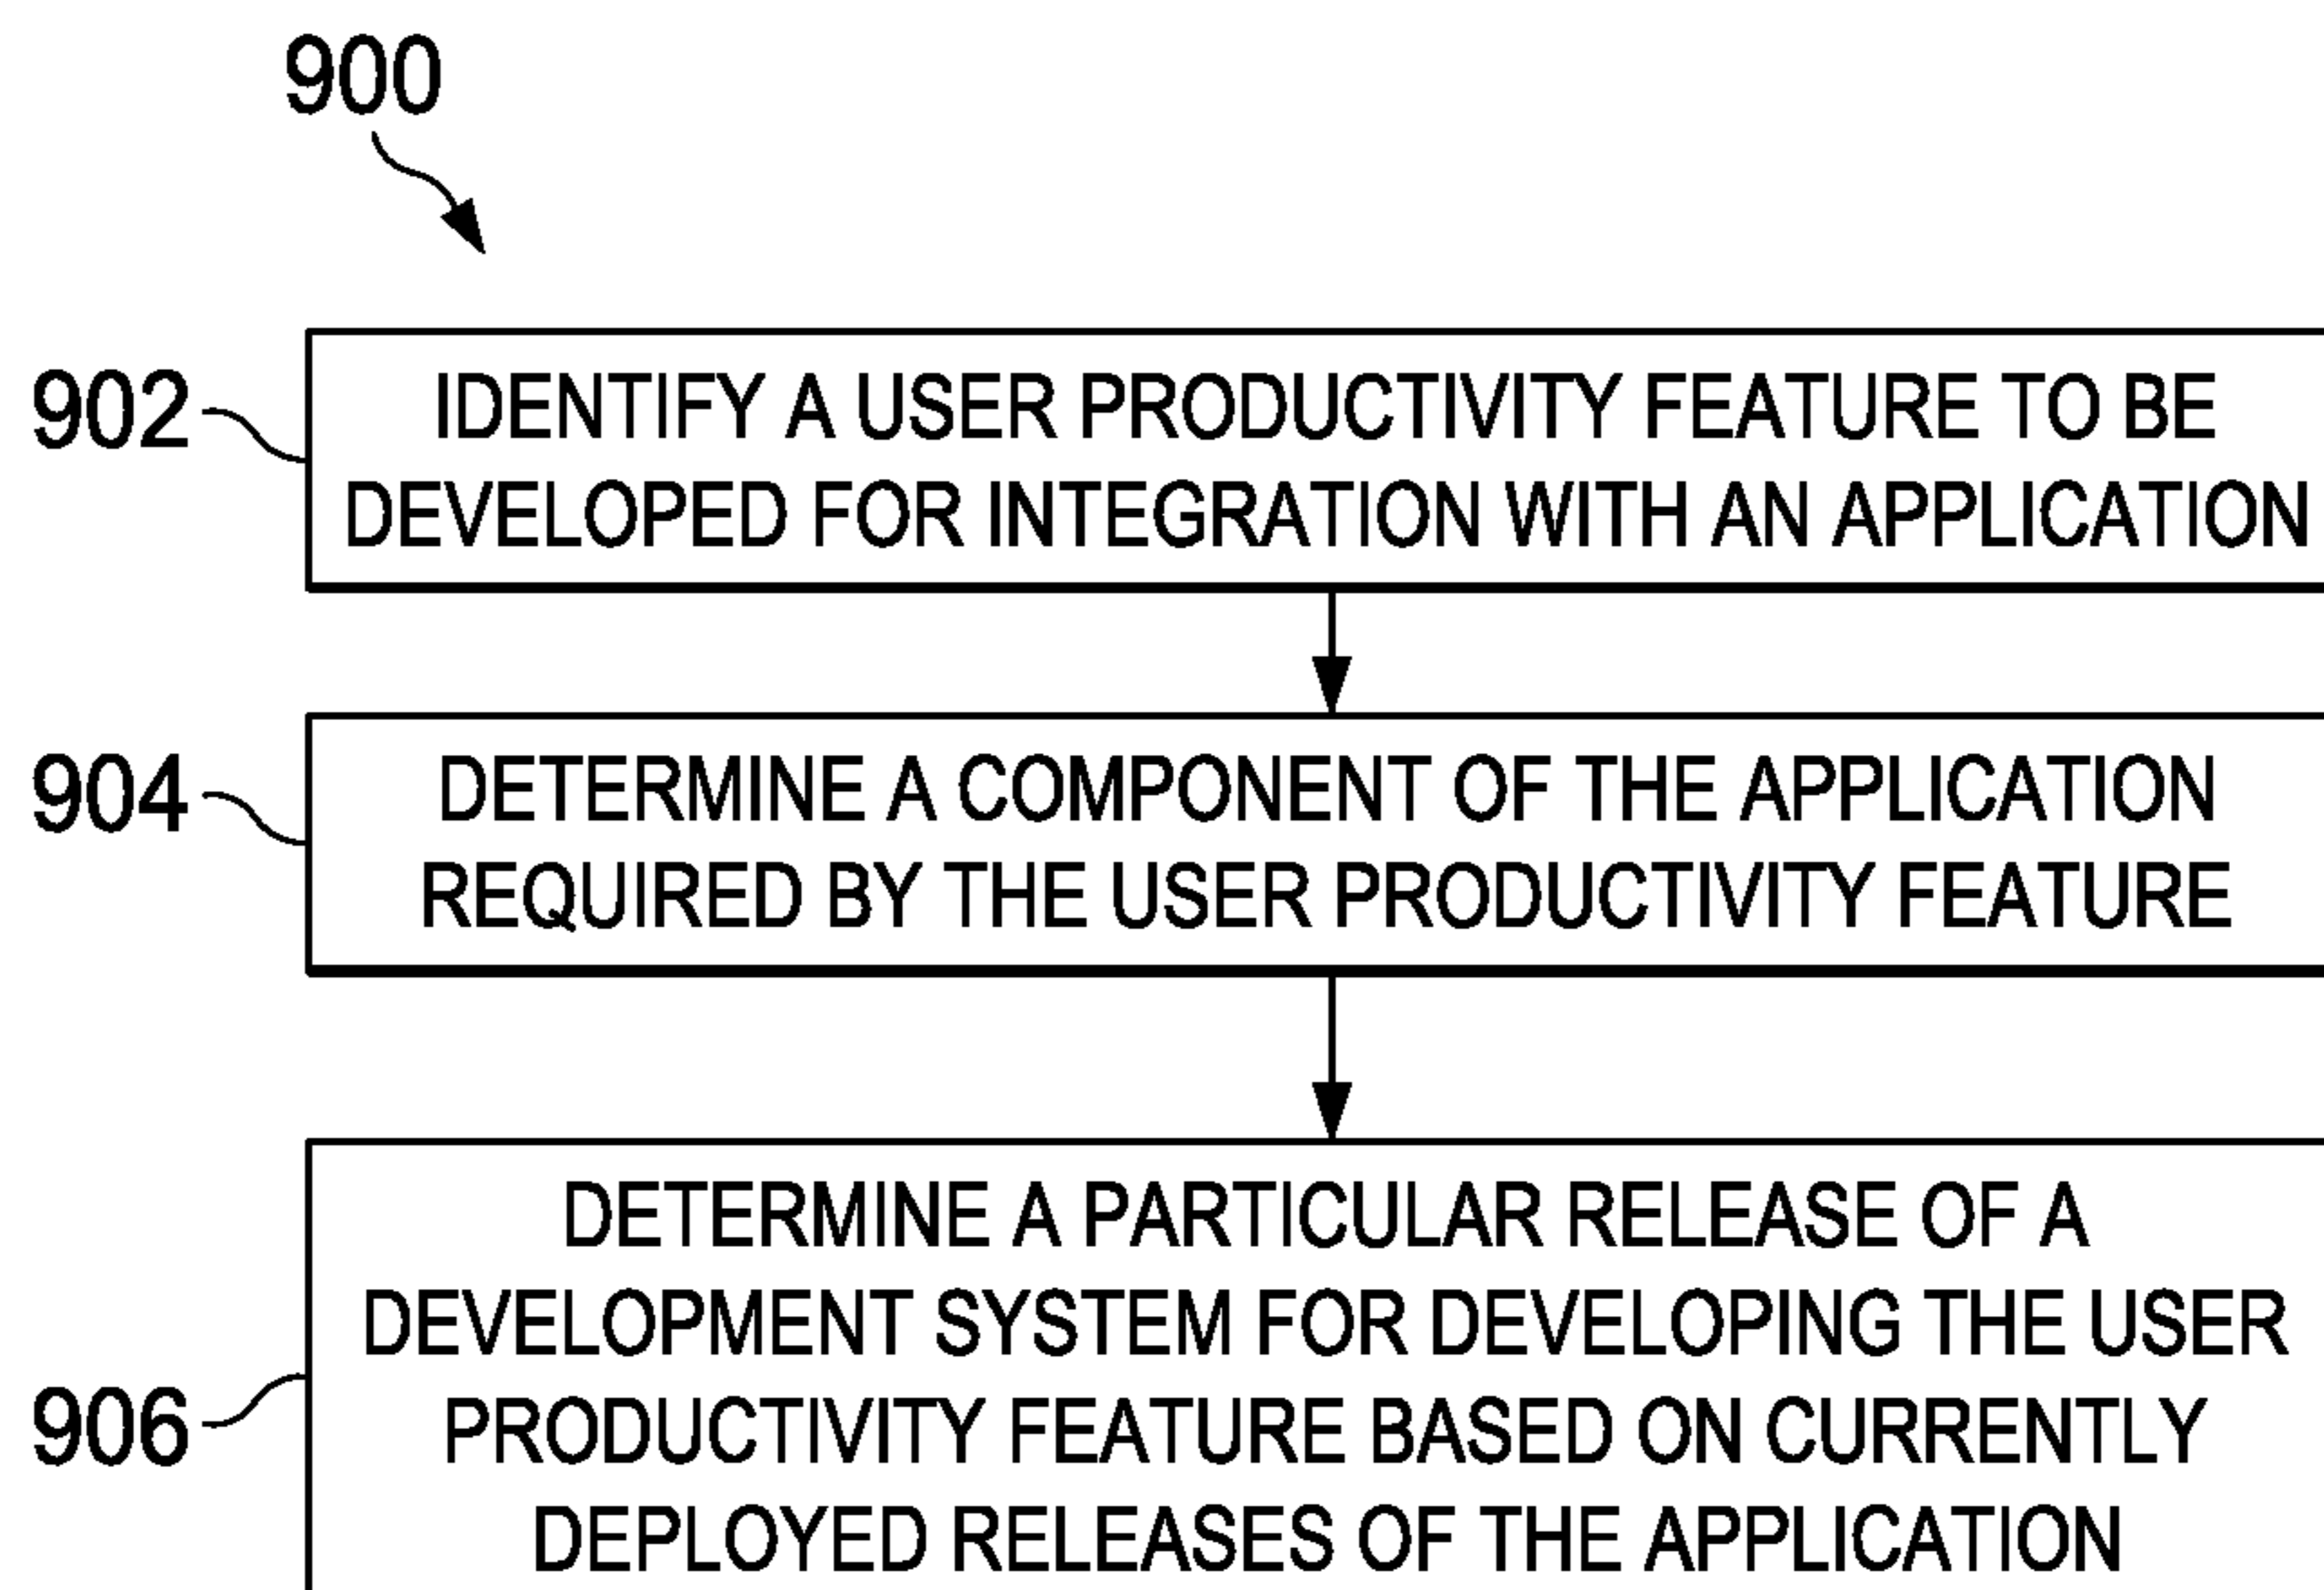 900
902
IDENTIFY A USER PRODUCTIVITY FEATURE TO BE
DEVELOPED FOR INTEGRATION WITH AN APPLICATION
904
DETERMINE A COMPONENT OF THE APPLICATION
REQUIRED BY THE USER PRODUCTIVITY FEATURE
906
DETERMINE A PARTICULAR RELEASE OF A
DEVELOPMENT SYSTEM FOR DEVELOPING THE USER
PRODUCTIVITY FEATURE BASED ON CURRENTLY
DEPLOYED RELEASES OF THE APPLICATION